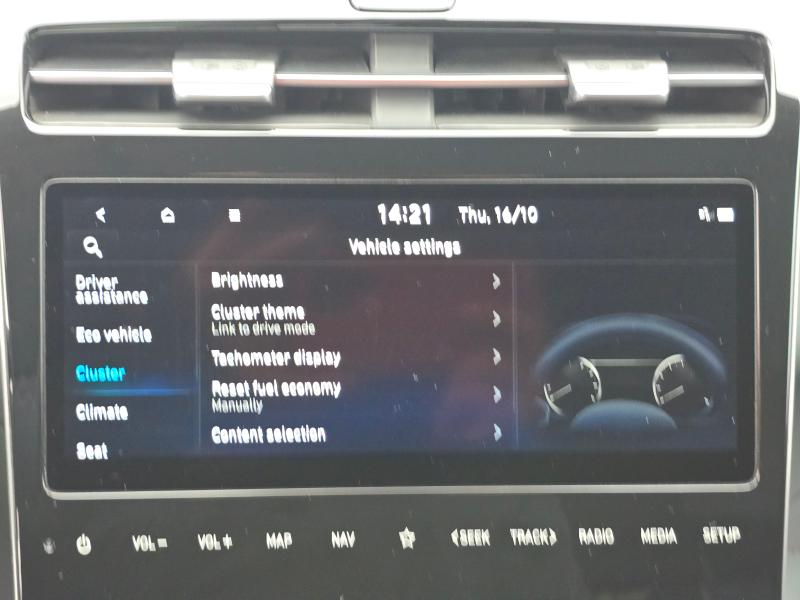 14:21 Thu, 16/10
Vehicle settings
Driver
assistance
Eco vehicle
Cluster
Climate
Seat
Brightness
Cluster theme
Link to drive mode
Tachometer display
Reset fuel economy
Manually
Content selection
VOL− VOL+ MAP NAV <SEEK TRACK> RADIO MEDIA SETUP